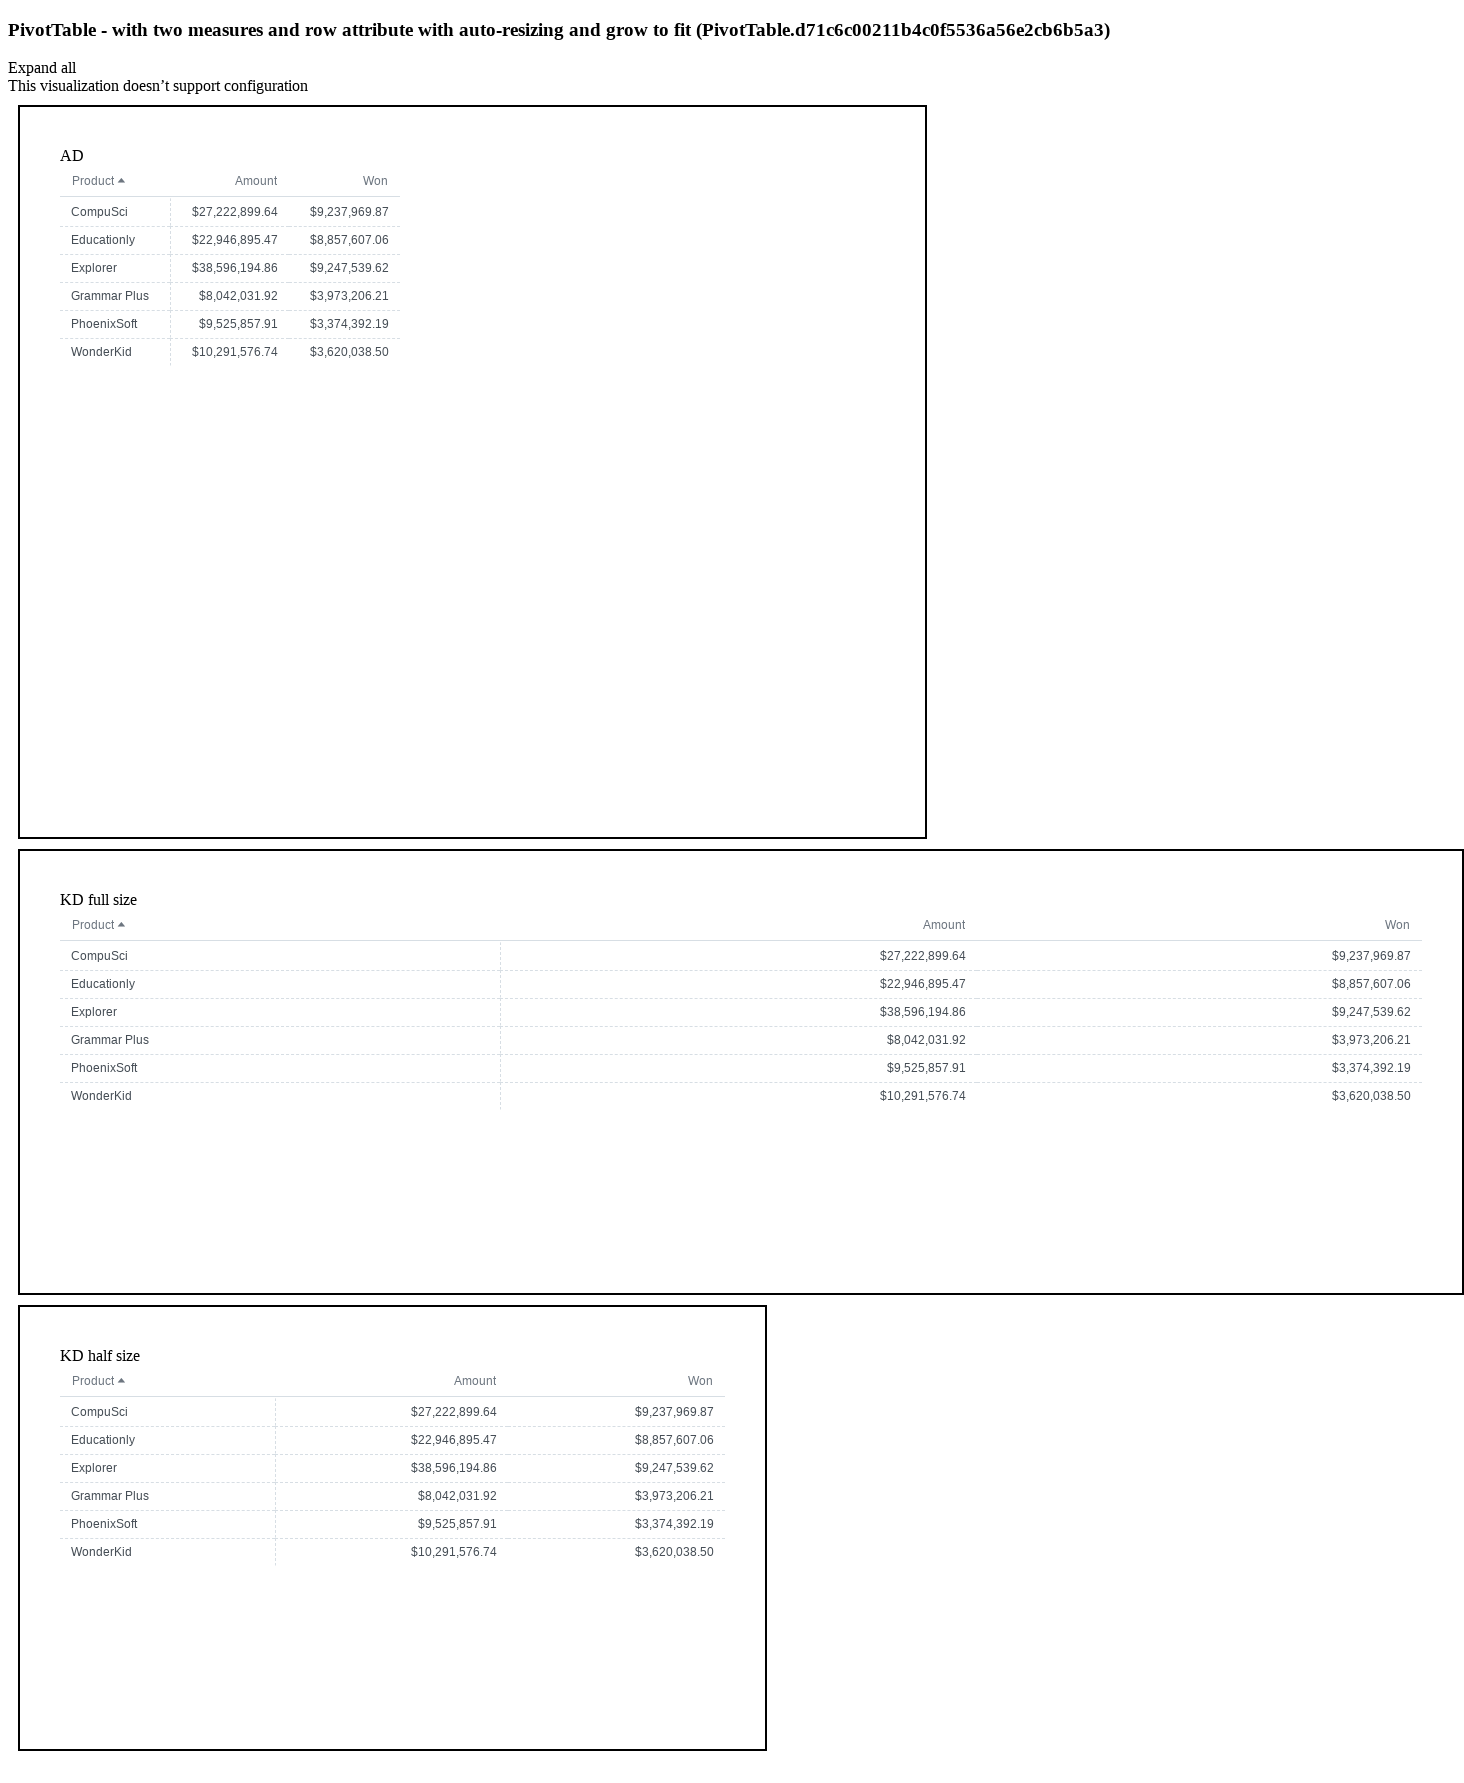 PivotTable - with two measures and row attribute with auto-resizing and grow to fit (PivotTable.d71c6c00211b4c0f5536a56e2cb6b5a3)
Expand all
This visualization doesn’t support configuration
AD
Product Amount Won
CompuSci $27,222,899.64 $9,237,969.87
Educationly $22,946,895.47 $8,857,607.06
Explorer $38,596,194.86 $9,247,539.62
Grammar Plus $8,042,031.92 $3,973,206.21
PhoenixSoft $9,525,857.91 $3,374,392.19
WonderKid $10,291,576.74 $3,620,038.50
KD full size
Product Amount Won
CompuSci $27,222,899.64 $9,237,969.87
Educationly $22,946,895.47 $8,857,607.06
Explorer $38,596,194.86 $9,247,539.62
Grammar Plus $8,042,031.92 $3,973,206.21
PhoenixSoft $9,525,857.91 $3,374,392.19
WonderKid $10,291,576.74 $3,620,038.50
KD half size
Product Amount Won
CompuSci $27,222,899.64 $9,237,969.87
Educationly $22,946,895.47 $8,857,607.06
Explorer $38,596,194.86 $9,247,539.62
Grammar Plus $8,042,031.92 $3,973,206.21
PhoenixSoft $9,525,857.91 $3,374,392.19
WonderKid $10,291,576.74 $3,620,038.50